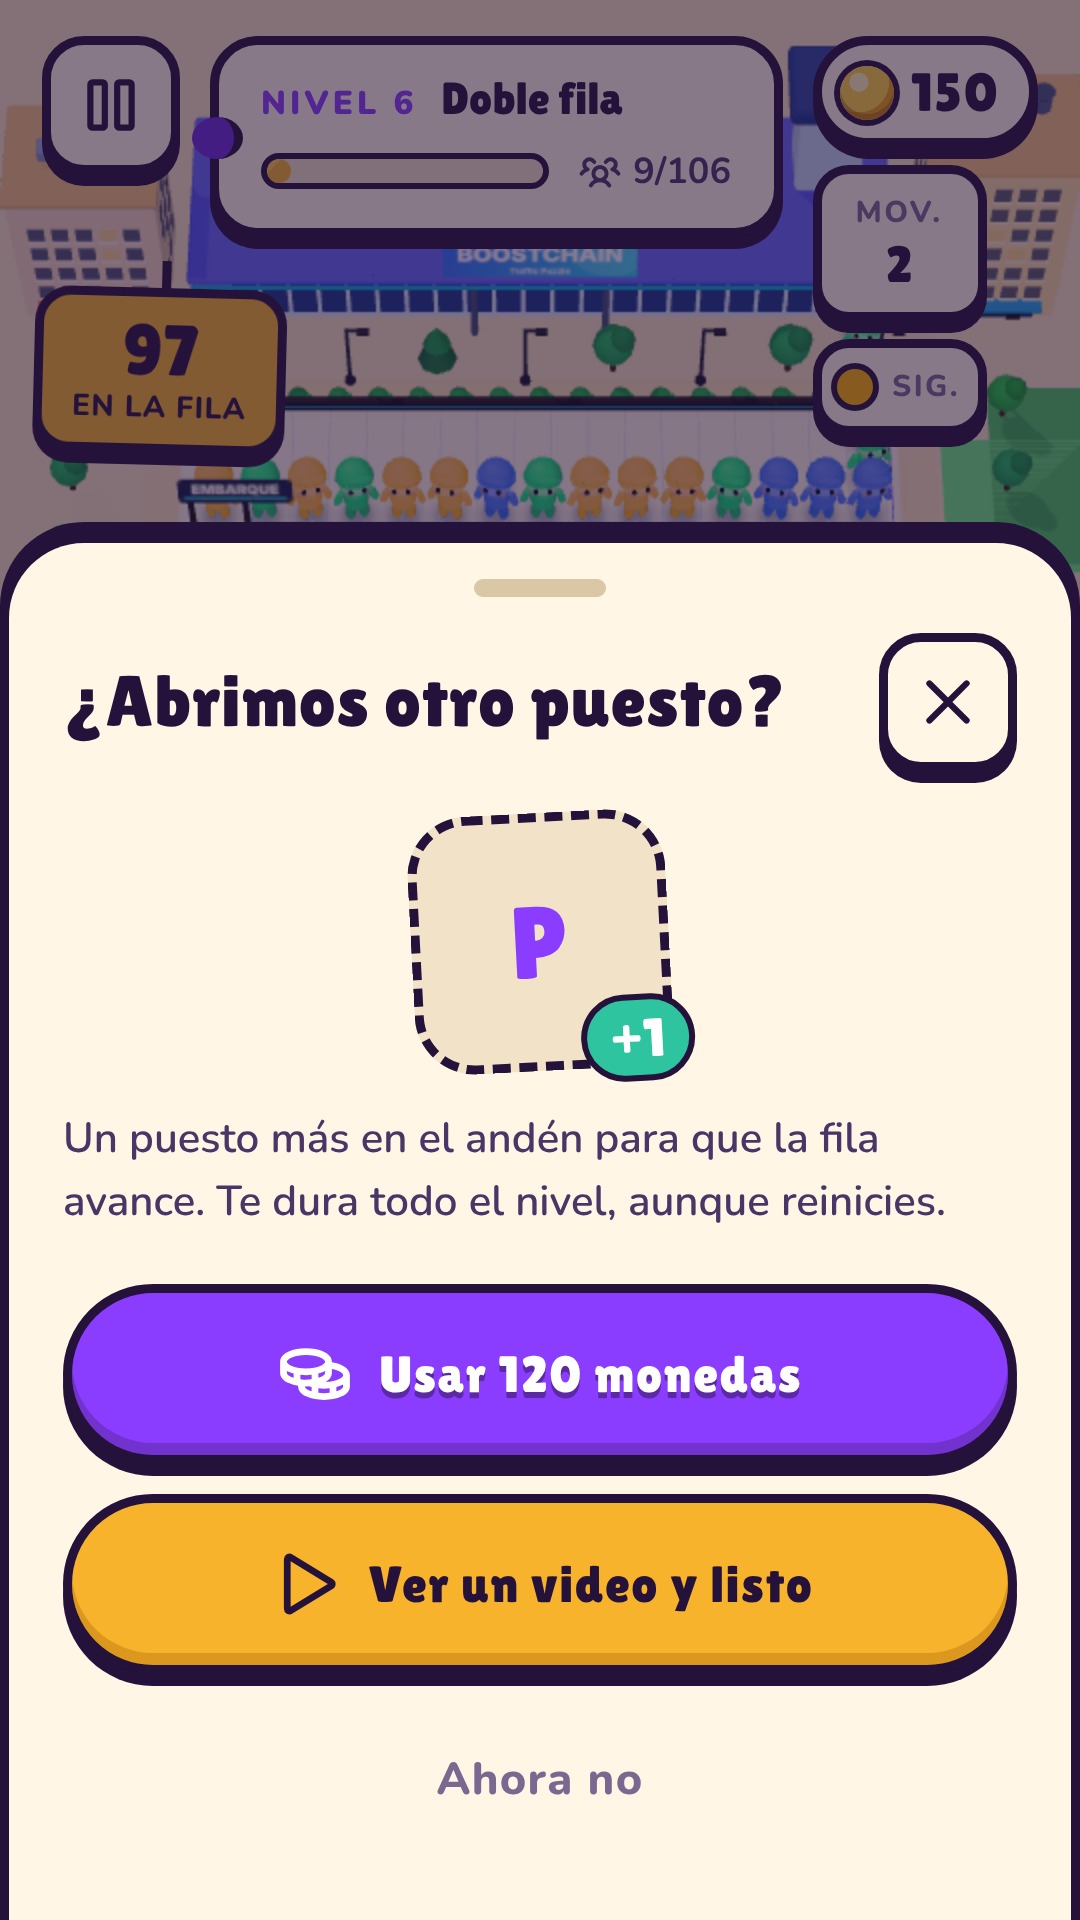 NIVEL 6 Doble fila
150
9/106
MOV.
2
BOOSTCHAIN
Traffic Puzzle
97
EN LA FILA
SIG.
EMBARQUE
¿Abrimos otro puesto?
P
+1
Un puesto más en el andén para que la fila
avance. Te dura todo el nivel, aunque reinicies.
Usar 120 monedas
Ver un video y listo
Ahora no